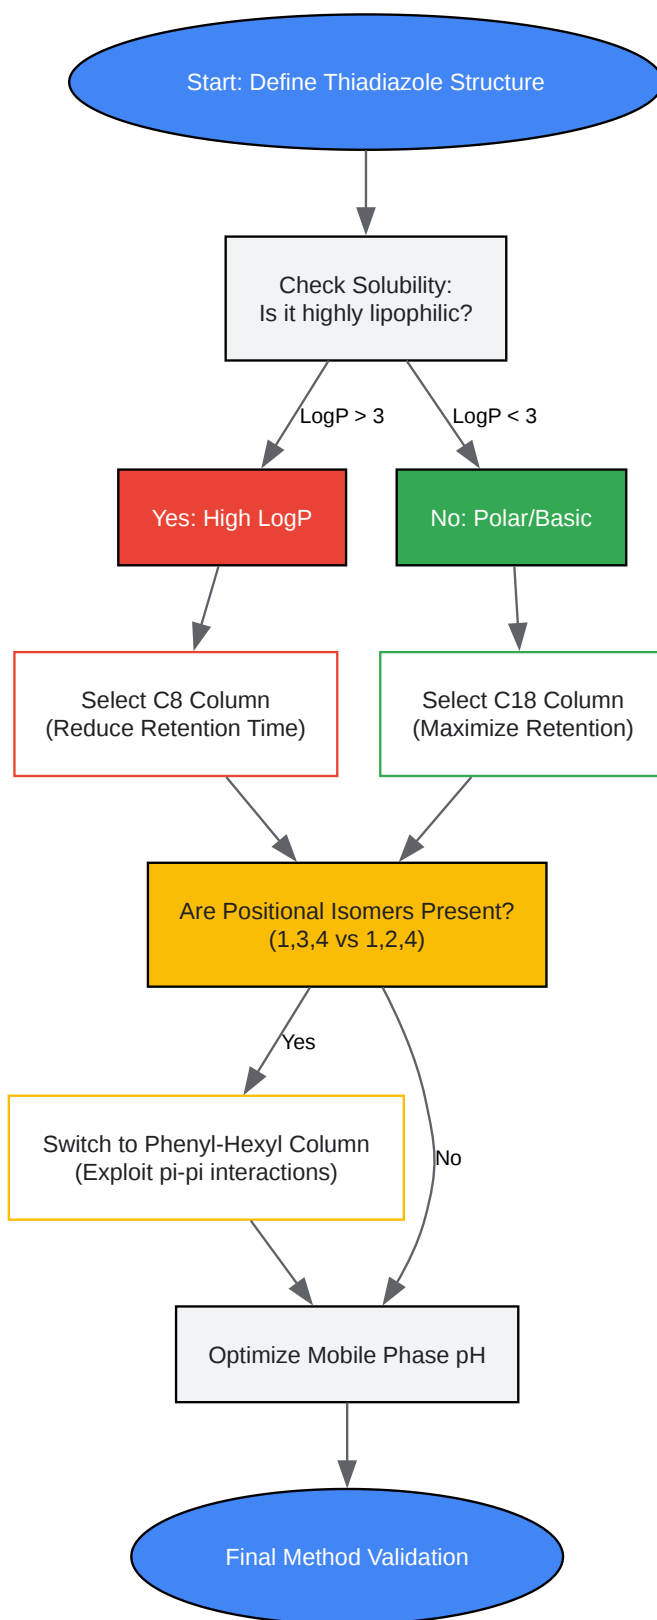 Start: Define Thiadiazole Structure
Check Solubility:
Is it highly lipophilic?
LogP > 3
LogP < 3
Yes: High LogP
No: Polar/Basic
Select C8 Column
(Reduce Retention Time)
Select C18 Column
(Maximize Retention)
Are Positional Isomers Present?
(1,3,4 vs 1,2,4)
Yes
Switch to Phenyl-Hexyl Column
(Exploit pi-pi interactions)
No
Optimize Mobile Phase pH
Final Method Validation